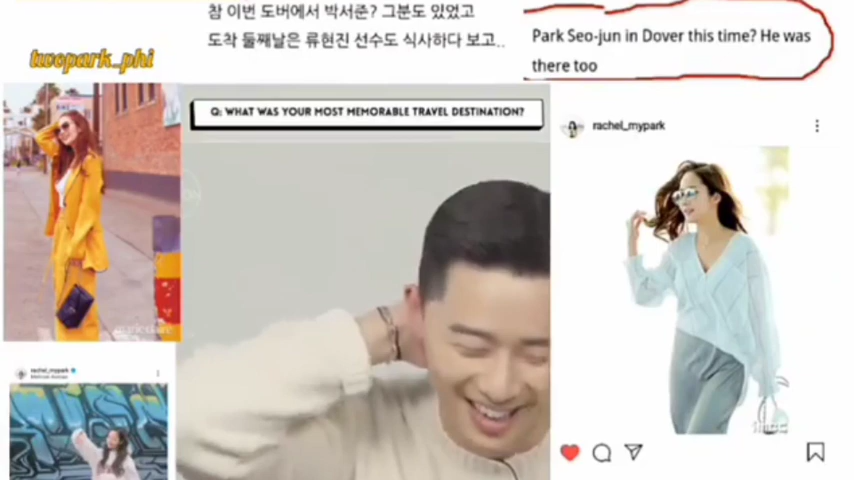 참 이번 도버에서 박서준? 그분도 있었고
도착 둘째날은 류현진 선수도 식사하다 보고..
Park Seo-jun in Dover this time? He was
there too
twopark_phi
Q: WHAT WAS YOUR MOST MEMORABLE TRAVEL DESTINATION?
rachel_mypark
marie claire
rachel_mypark